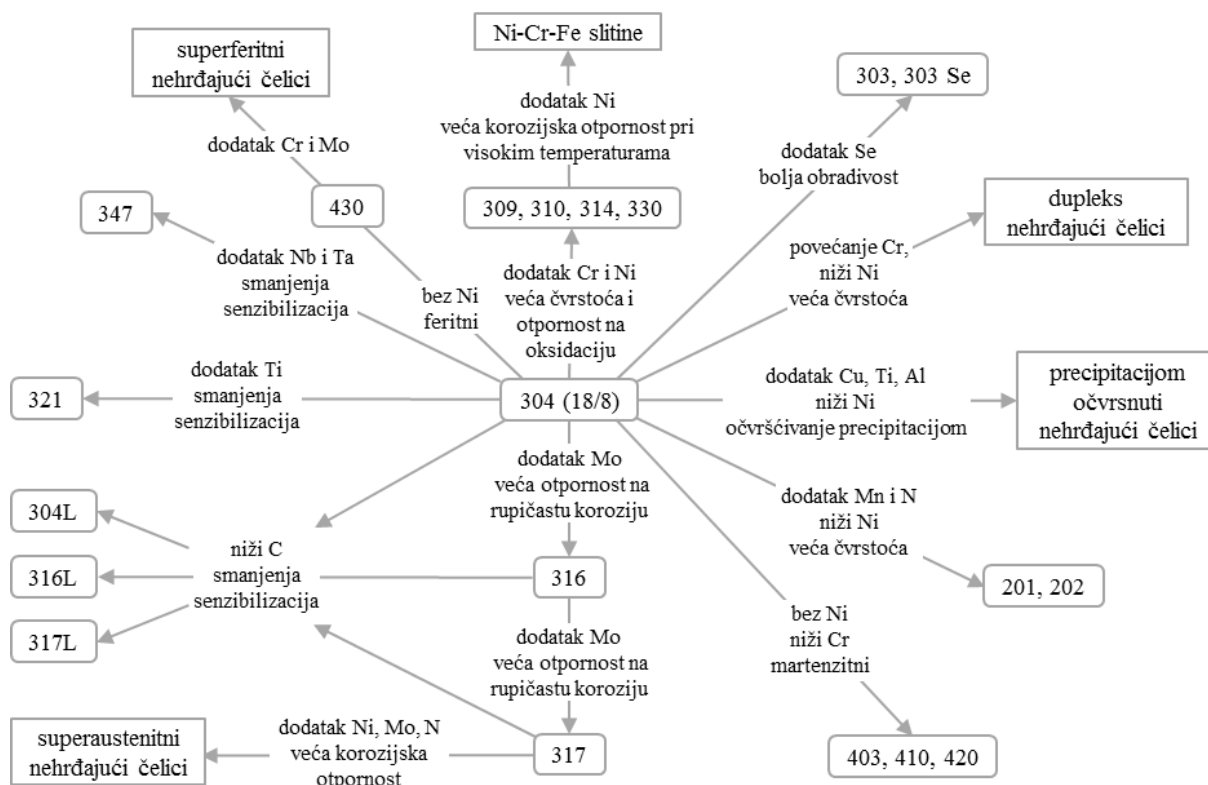 Ni-Cr-Fe slitine
superferitni
nehrđajući čelici
303, 303 Se
dodatak Ni
veća korozijska otpornost pri
visokim temperaturama
dodatak Cr i Mo
dodatak Se
bolja obradivost
347
430
309, 310, 314, 330
dupleks
nehrđajući čelici
dodatak Nb i Ta
smanjenja
senzibilizacija
bez Ni
feritni
dodatak Cr i Ni
veća čvrstoća i
otpornost na
oksidaciju
povećanje Cr,
niži Ni
veća čvrstoća
321
dodatak Ti
smanjenja
senzibilizacija
304 (18/8)
dodatak Cu, Ti, Al
niži Ni
očvršćivanje precipitacijom
precipitacijom
očvrsnuti
nehrđajući čelici
dodatak Mo
veća otpornost na
rupičastu koroziju
dodatak Mn i N
niži Ni
veća čvrstoća
304L
316L
317L
niži C
smanjenja
senzibilizacija
316
201, 202
dodatak Mo
veća otpornost na
rupičastu koroziju
bez Ni
niži Cr
martenzitni
superaustenitni
nehrđajući čelici
dodatak Ni, Mo, N
veća korozijska
otpornost
317
403, 410, 420